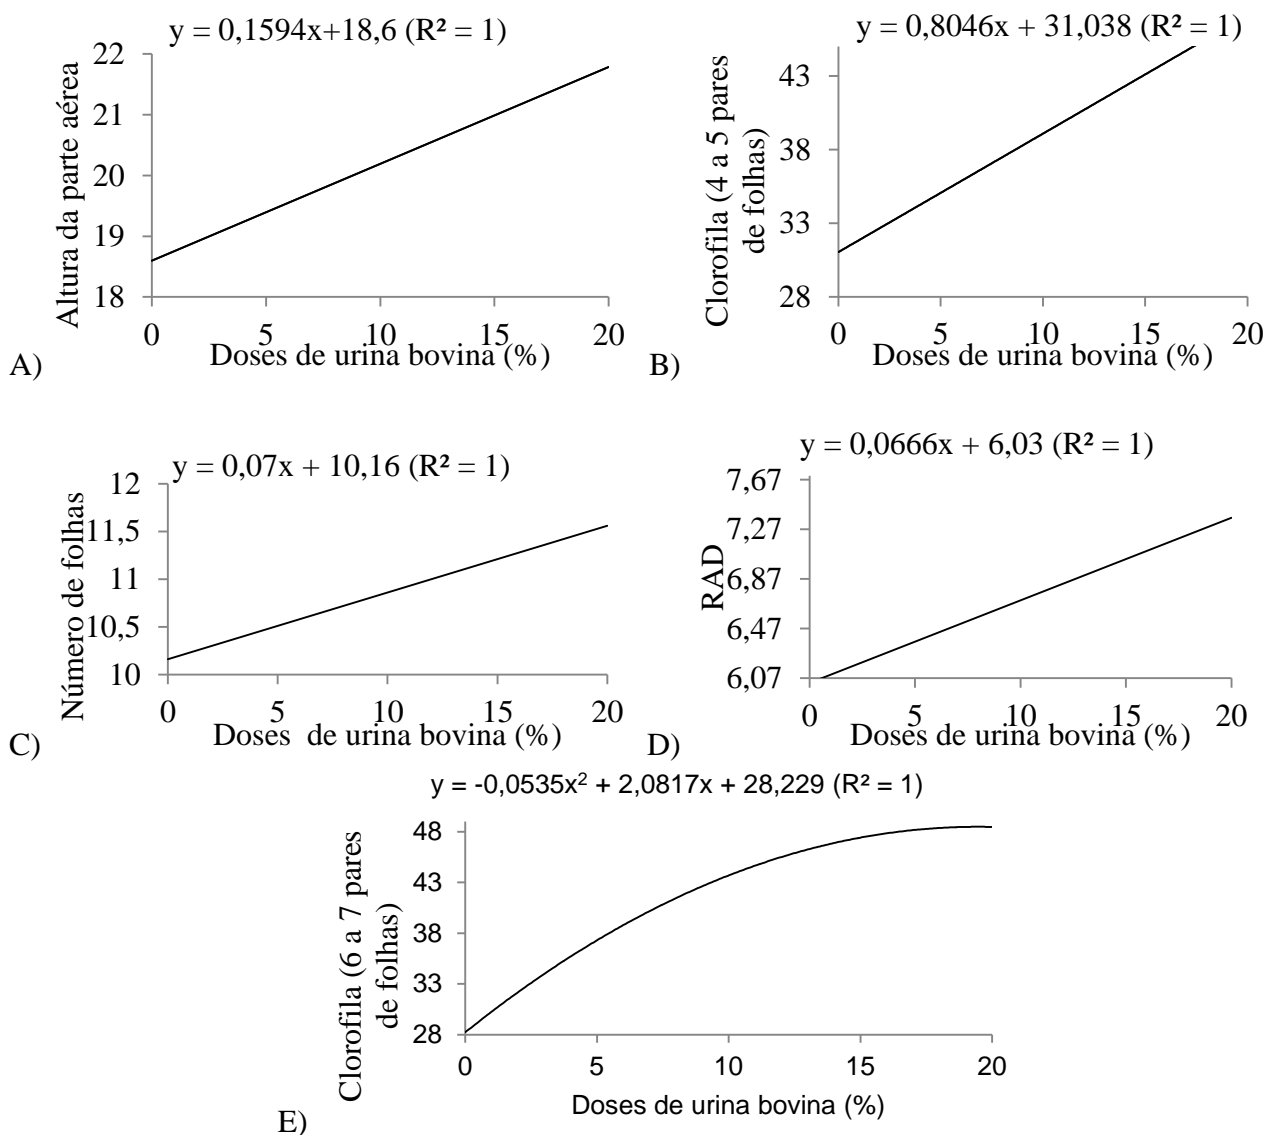 y = 0,1594x+18,6 (R² = 1)
22
21
20
19
18
Altura da parte aérea
0 5 10 15 20
Doses de urina bovina (%)
A)
y = 0,8046x + 31,038 (R² = 1)
43
38
33
28
Clorofila (4 a 5 pares
de folhas)
0 5 10 15 20
Doses de urina bovina (%)
B)
y = 0,07x + 10,16 (R² = 1)
12
11,5
11
10,5
10
Número de folhas
0 5 10 15 20
Doses de urina bovina (%)
C)
y = 0,0666x + 6,03 (R² = 1)
7,67
7,27
6,87
6,47
6,07
RAD
0 5 10 15 20
Doses de urina bovina (%)
D)
y = -0,0535x² + 2,0817x + 28,229 (R² = 1)
48
43
38
33
28
Clorofila (6 a 7 pares
de folhas)
0 5 10 15 20
Doses de urina bovina (%)
E)